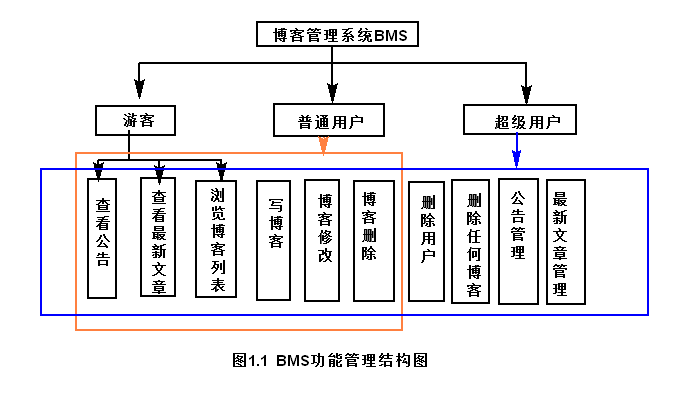 博客管理系统BMS
游客
普通用户
超级用户
查看公告
查看最新文章
浏览博客列表
写博客
博客修改
博客删除
删除用户
删除任何博客
公告管理
最新文章管理
图1.1 BMS功能管理结构图